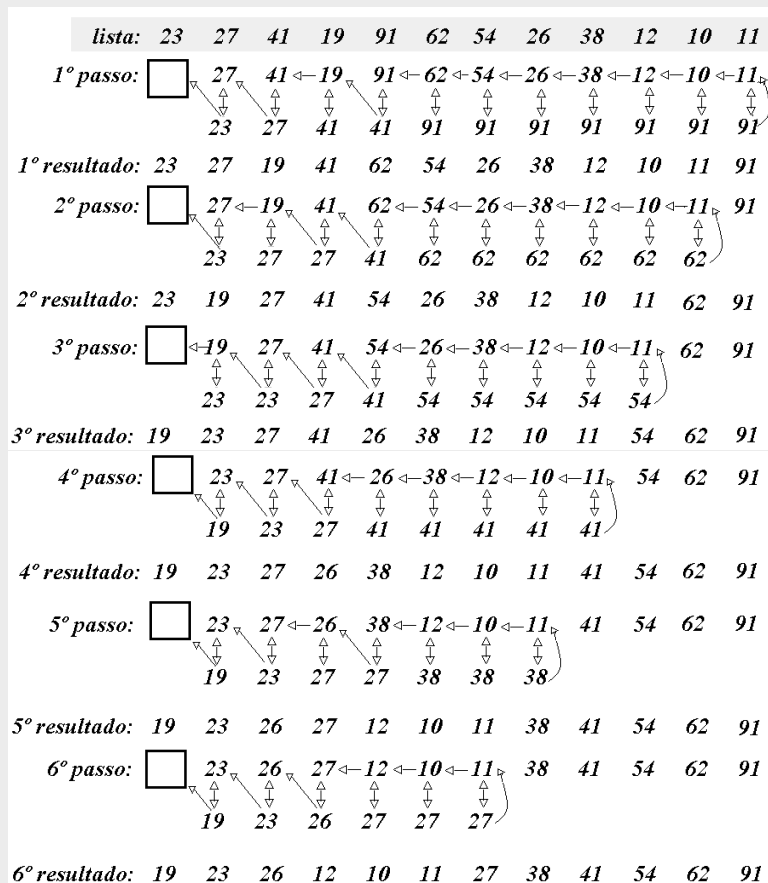 lista: 23 27 41 19 91 62 54 26 38 12 10 11
1º passo: 27 41 19 91 62 54 26 38 12 10 11
23 27 41 41 91 91 91 91 91 91 91
1º resultado: 23 27 19 41 62 54 26 38 12 10 11 91
2º passo: 27 19 41 62 54 26 38 12 10 11 91
23 27 27 41 62 62 62 62 62 62
2º resultado: 23 19 27 41 54 26 38 12 10 11 62 91
3º passo: 19 27 41 54 26 38 12 10 11 62 91
23 23 27 41 54 54 54 54 54
3º resultado: 19 23 27 41 26 38 12 10 11 54 62 91
4º passo: 23 27 41 26 38 12 10 11 54 62 91
19 23 27 41 41 41 41 41
4º resultado: 19 23 27 26 38 12 10 11 41 54 62 91
5º passo: 23 27 26 38 12 10 11 41 54 62 91
19 23 27 27 38 38 38
5º resultado: 19 23 26 27 12 10 11 38 41 54 62 91
6º passo: 23 26 27 12 10 11 38 41 54 62 91
19 23 26 27 27 27
6º resultado: 19 23 26 12 10 11 27 38 41 54 62 91